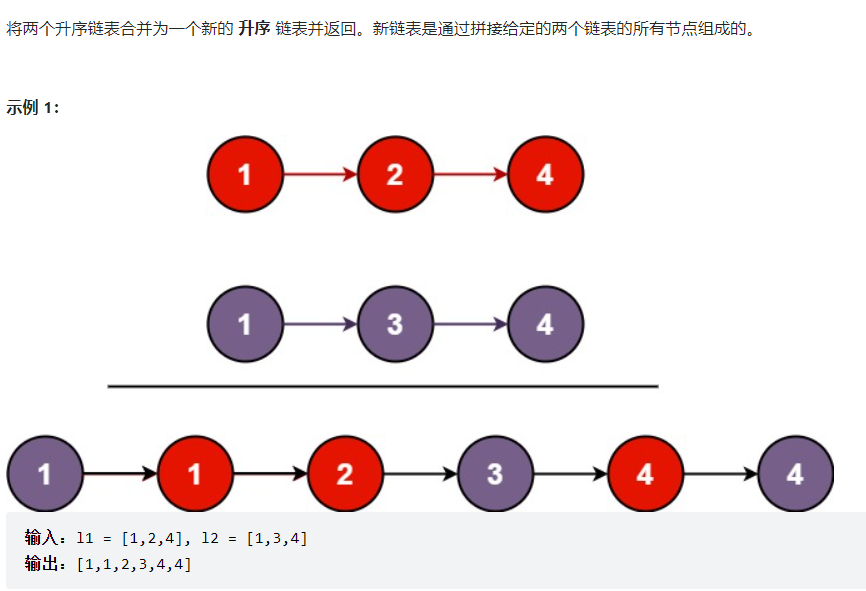 将两个升序链表合并为一个新的 升序 链表并返回。新链表是通过拼接给定的两个链表的所有节点组成的。
示例 1：
1 2 4
1 3 4
1 1 2 3 4 4
输入：l1 = [1,2,4], l2 = [1,3,4]
输出：[1,1,2,3,4,4]